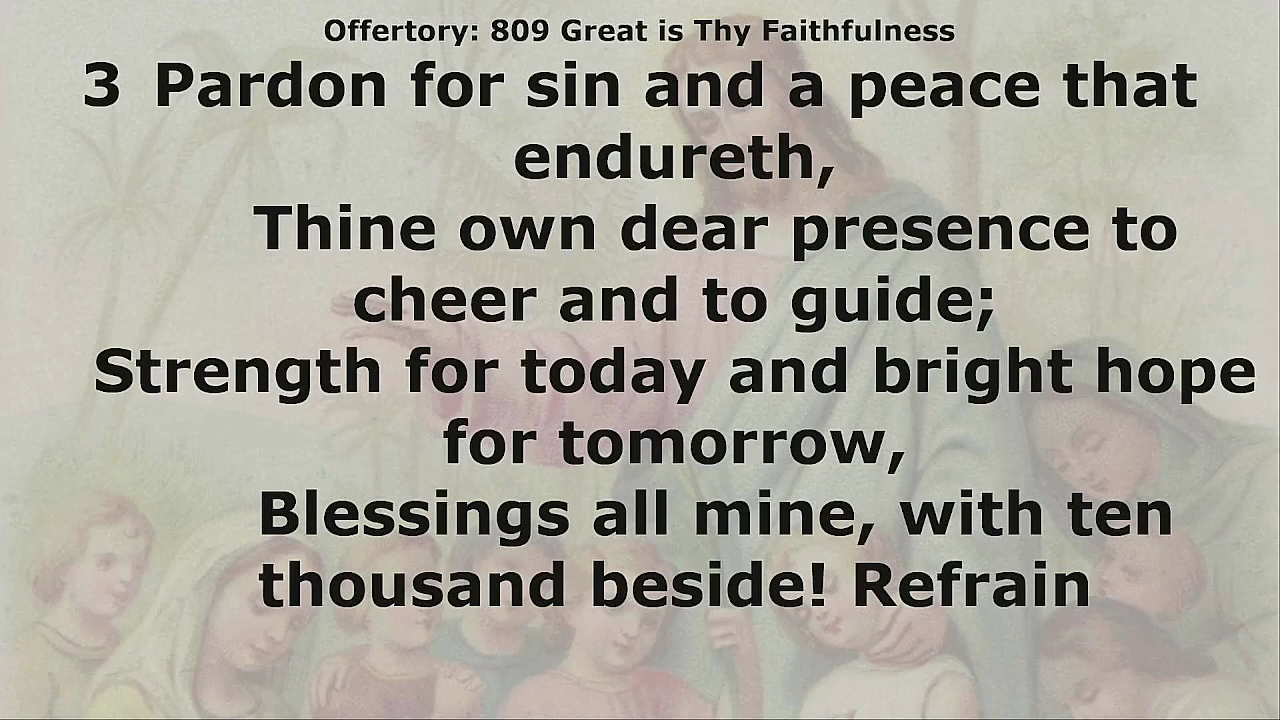 Offertory: 809 Great is Thy Faithfulness
3 Pardon for sin and a peace that
endureth,
Thine own dear presence to
cheer and to guide;
Strength for today and bright hope
for tomorrow,
Blessings all mine, with ten
thousand beside! Refrain